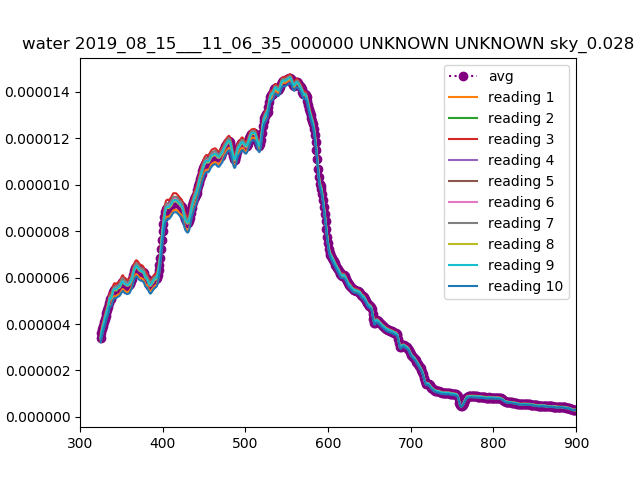 water 2019_08_15___11_06_35_000000 UNKNOWN UNKNOWN sky_0.028
0.000014
0.000012
0.000010
0.000008
0.000006
0.000004
0.000002
0.000000
300 400 500 600 700 800 900
avg
reading 1
reading 2
reading 3
reading 4
reading 5
reading 6
reading 7
reading 8
reading 9
reading 10